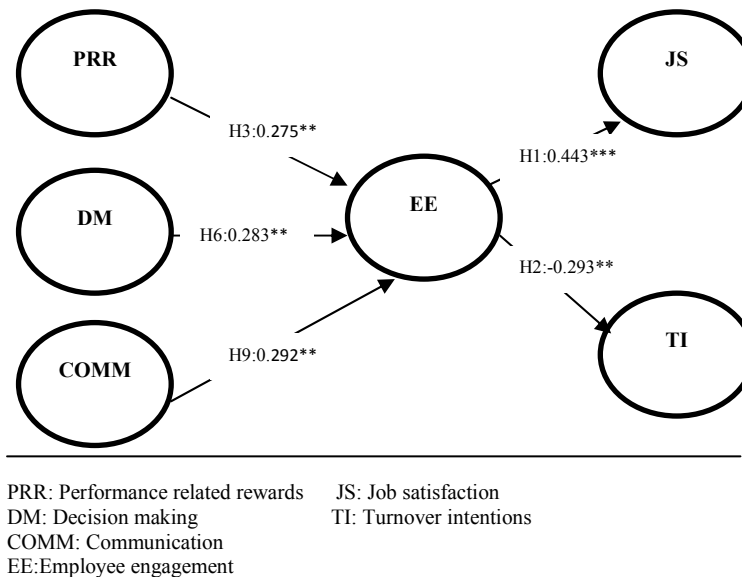 PRR
JS
H3:0.275**
H1:0.443***
DM
EE
H6:0.283**
H2:-0.293**
COMM
H9:0.292**
TI
PRR: Performance related rewards JS: Job satisfaction
DM: Decision making TI: Turnover intentions
COMM: Communication
EE:Employee engagement